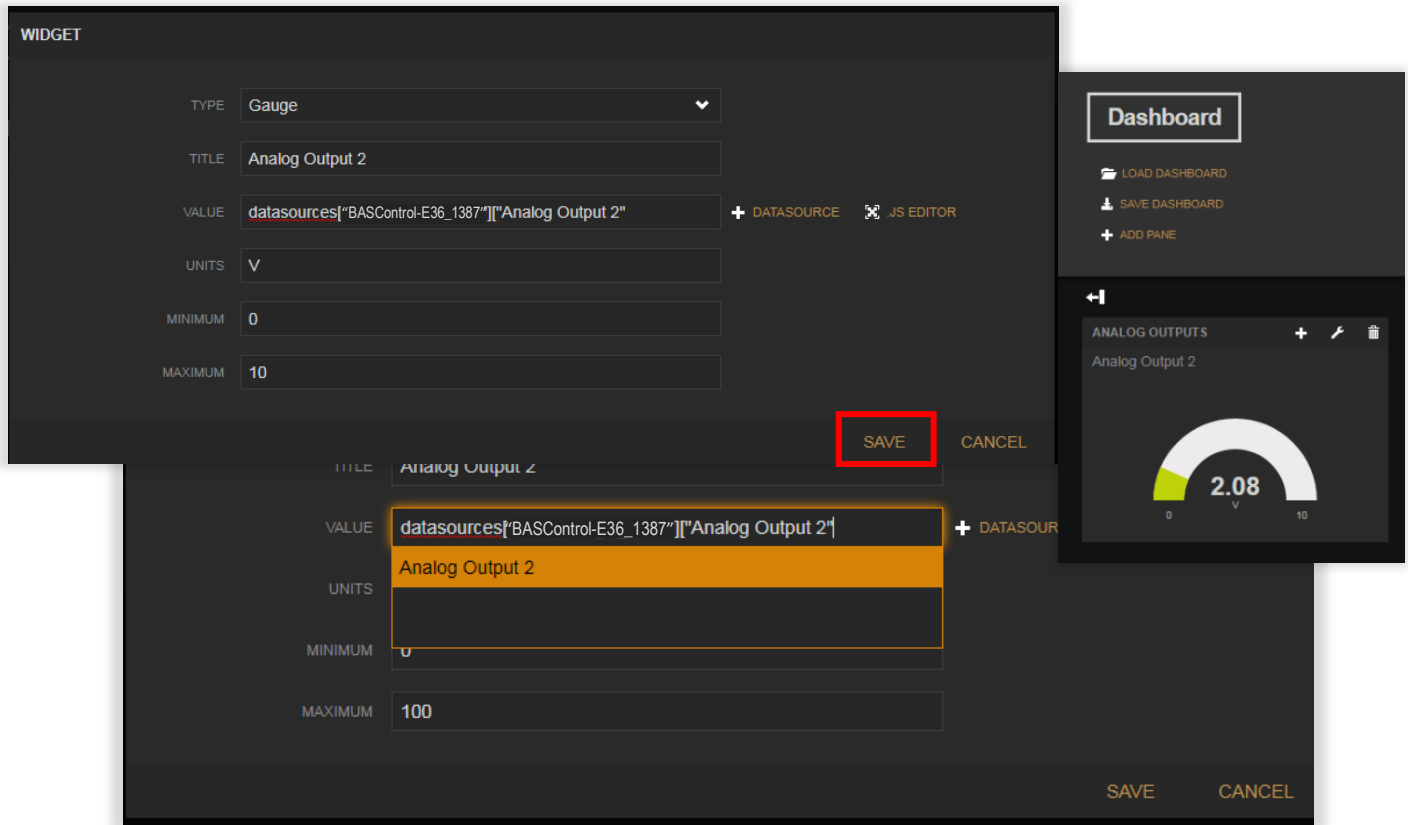 WIDGET
TYPE Gauge
TITLE Analog Output 2
VALUE datasources[“BASControl-E36_1387”]["Analog Output 2" DATASOURCE .JS EDITOR
UNITS V
MINIMUM 0
MAXIMUM 10
SAVE CANCEL
Dashboard
LOAD DASHBOARD
SAVE DASHBOARD
ADD PANE
ANALOG OUTPUTS
Analog Output 2
2.08
V
0 10
TITLE Analog Output 2
VALUE datasources[“BASControl-E36_1387”]["Analog Output 2" DATASOUR
Analog Output 2
UNITS
MINIMUM 0
MAXIMUM 100
SAVE CANCEL